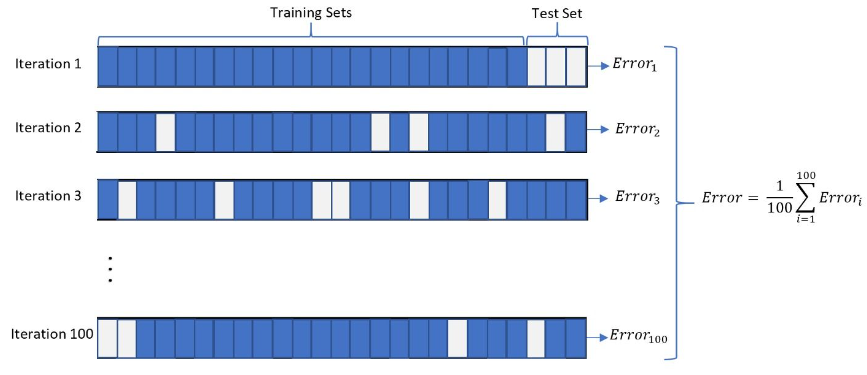 Training Sets
Test Set
Iteration 1
Error₁
Iteration 2
Error₂
Iteration 3
Error₃
Error = 1/100 ∑_{i=1}^{100} Errorᵢ
⋮
Iteration 100
Error₁₀₀